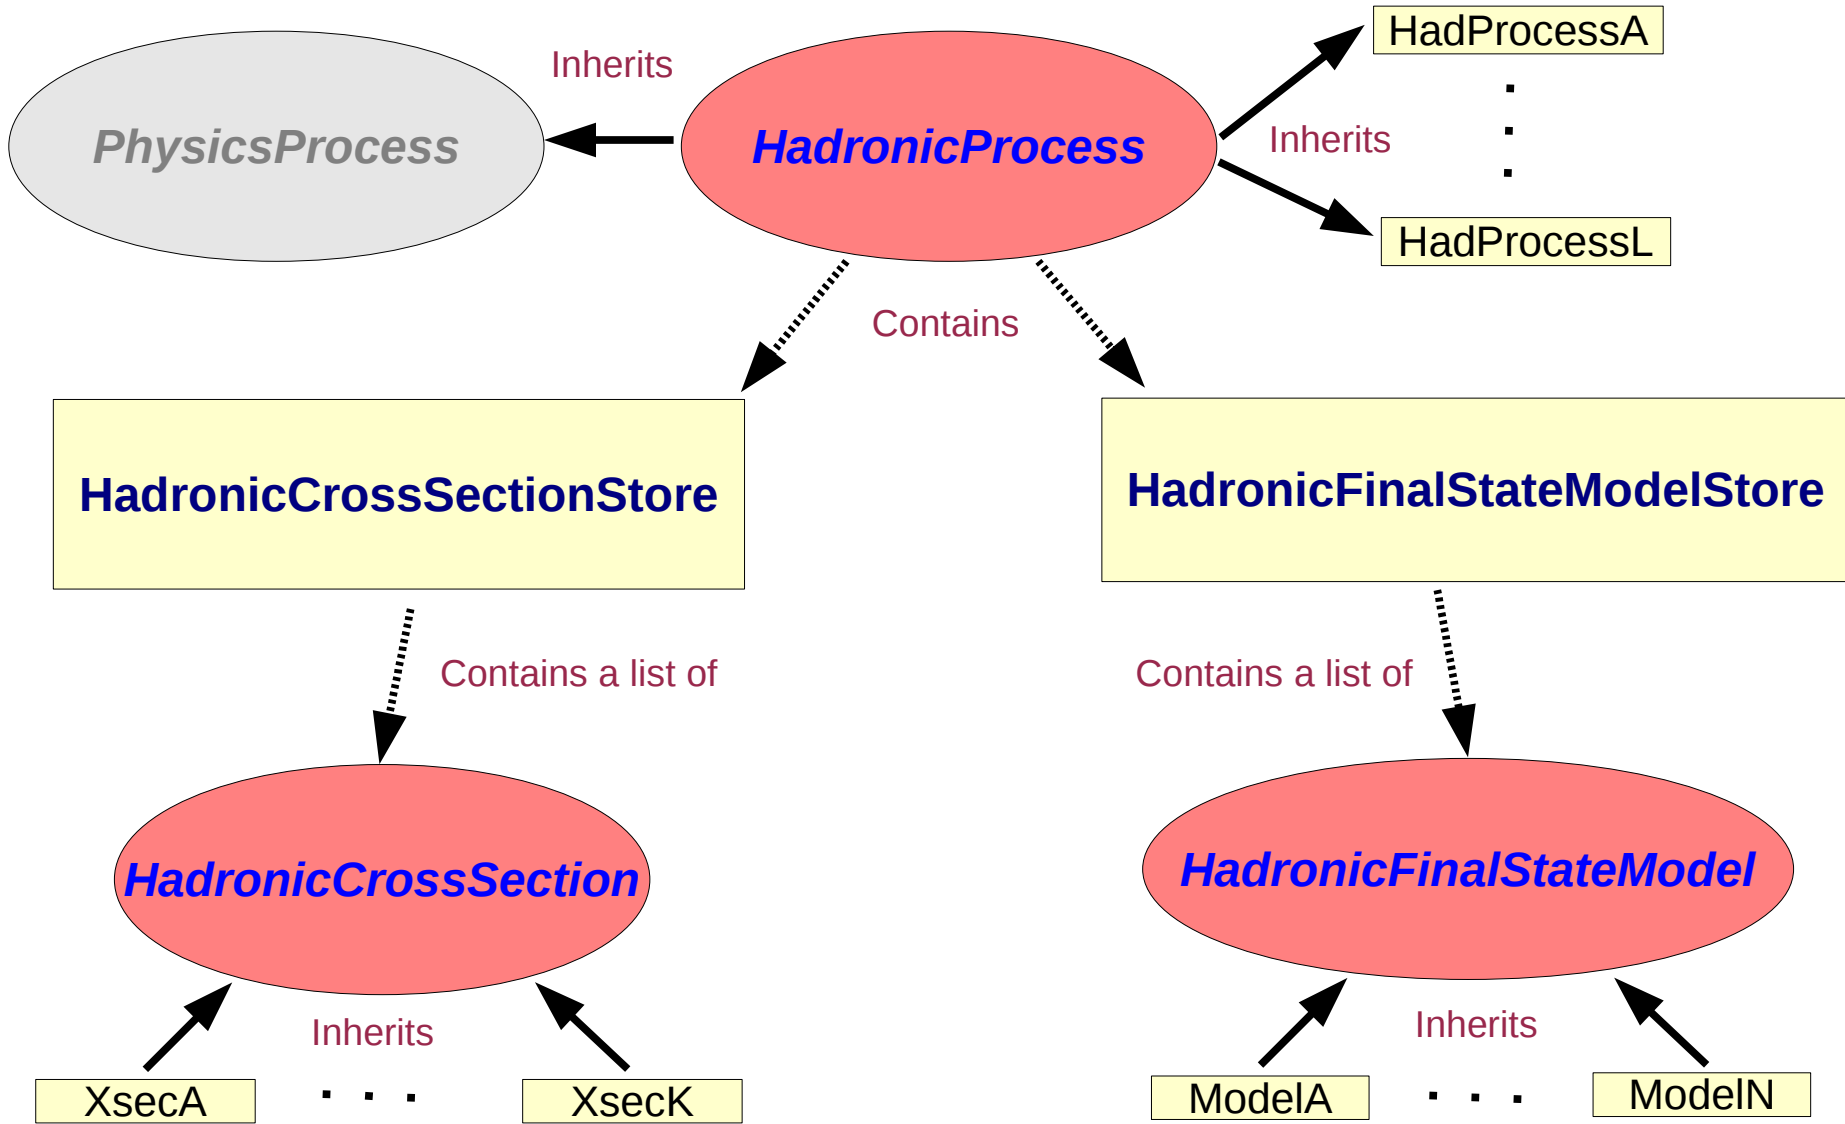 HadProcessA
Inherits
PhysicsProcess
HadronicProcess
Inherits
HadProcessL
Contains
HadronicCrossSectionStore
HadronicFinalStateModelStore
Contains a list of
Contains a list of
HadronicCrossSection
HadronicFinalStateModel
Inherits
Inherits
XsecA
. . .
XsecK
ModelA
. . .
ModelN